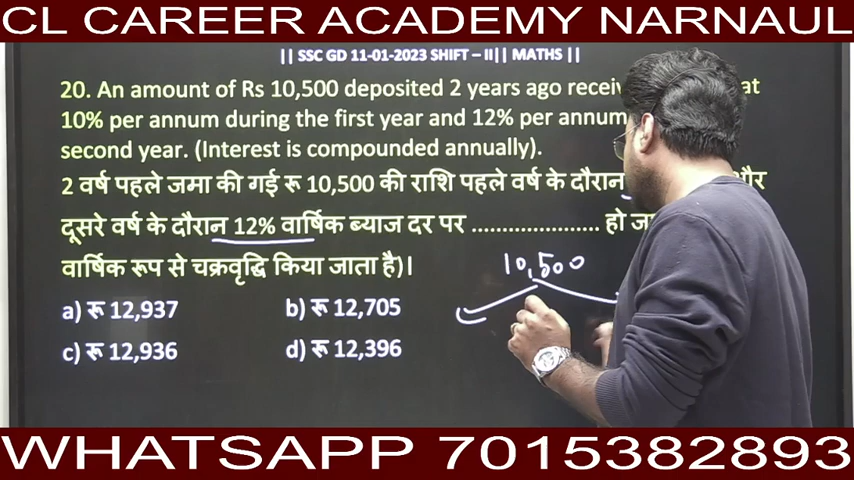 CL CAREER ACADEMY NARNAUL
|| SSC GD 11-01-2023 SHIFT – II|| MATHS ||
20. An amount of Rs 10,500 deposited 2 years ago at
10% per annum during the first year and 12% per annum
second year. (Interest is compounded annually).
2 वर्ष पहले जमा की गई रू 10,500 की राशि पहले वर्ष के दौरान और
दूसरे वर्ष के दौरान 12% वार्षिक ब्याज दर पर ..................... हो
वार्षिक रूप से चक्रवृद्धि किया जाता है)।
10,500
a) रू 12,937 b) रू 12,705
c) रू 12,936 d) रू 12,396
WHATSAPP 7015382893